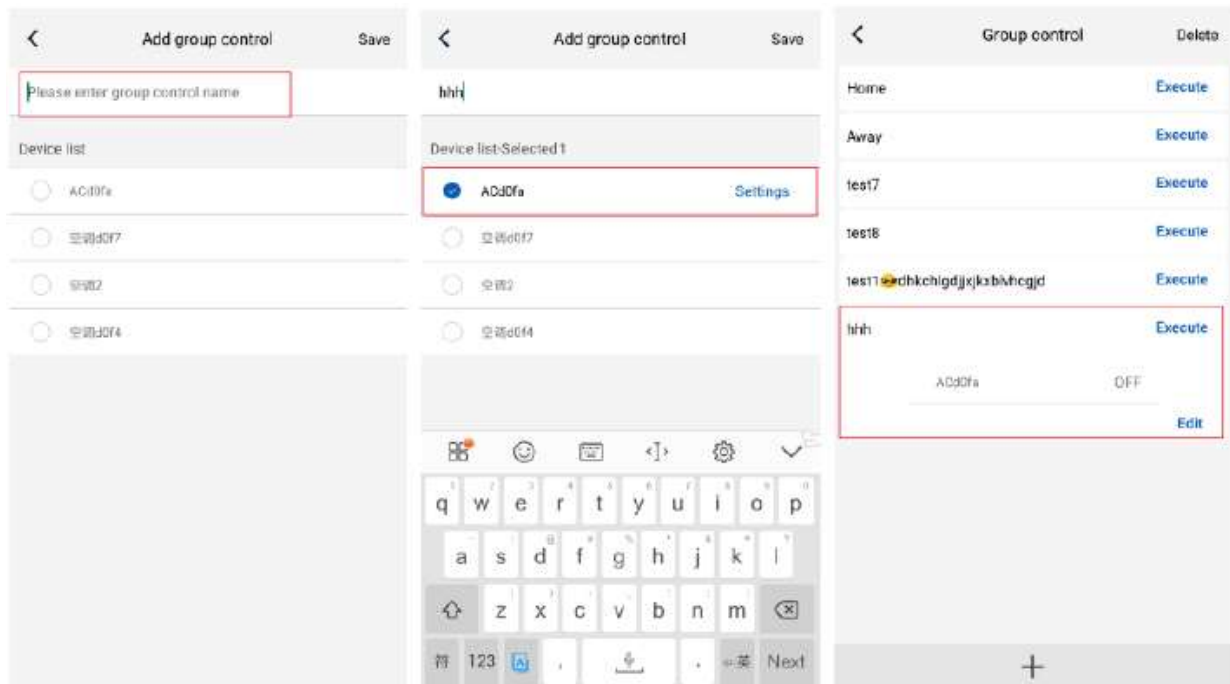 Add group control Save
Please enter group control name
Device list
ACd0fa
空调d0f7
空调2
空调d0f4
Add group control Save
hhh
Device list-Selected 1
ACd0fa Settings
空调d0f7
空调2
空调d0f4
q w e r t y u i o p
a s d f g h j k l
z x c v b n m
符 123 , . 英 Next
Group control Delete
Home Execute
Away Execute
test7 Execute
test8 Execute
Execute
hhh Execute
ACd0fa OFF
Edit
+